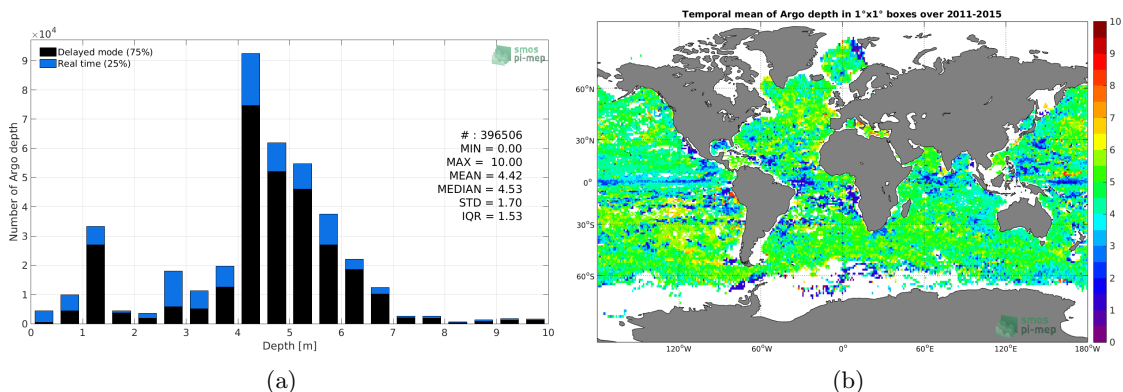 ×10⁴
10
9
8
7
6
5
4
3
2
1
0
Number of Argo depth
Delayed mode (75%)
Real time (25%)
smos
pi-mep
# : 396506
MIN = 0.00
MAX = 10.00
MEAN = 4.42
MEDIAN = 4.53
STD = 1.70
IQR = 1.53
0 1 2 3 4 5 6 7 8 9 10
Depth [m]
(a)
Temporal mean of Argo depth in 1°x1° boxes over 2011-2015
60°N
30°N
0°
30°S
60°S
120°W 60°W 0° 60°E 120°E 180°W
smos
pi-mep
10
9
8
7
6
5
4
3
2
1
0
(b)